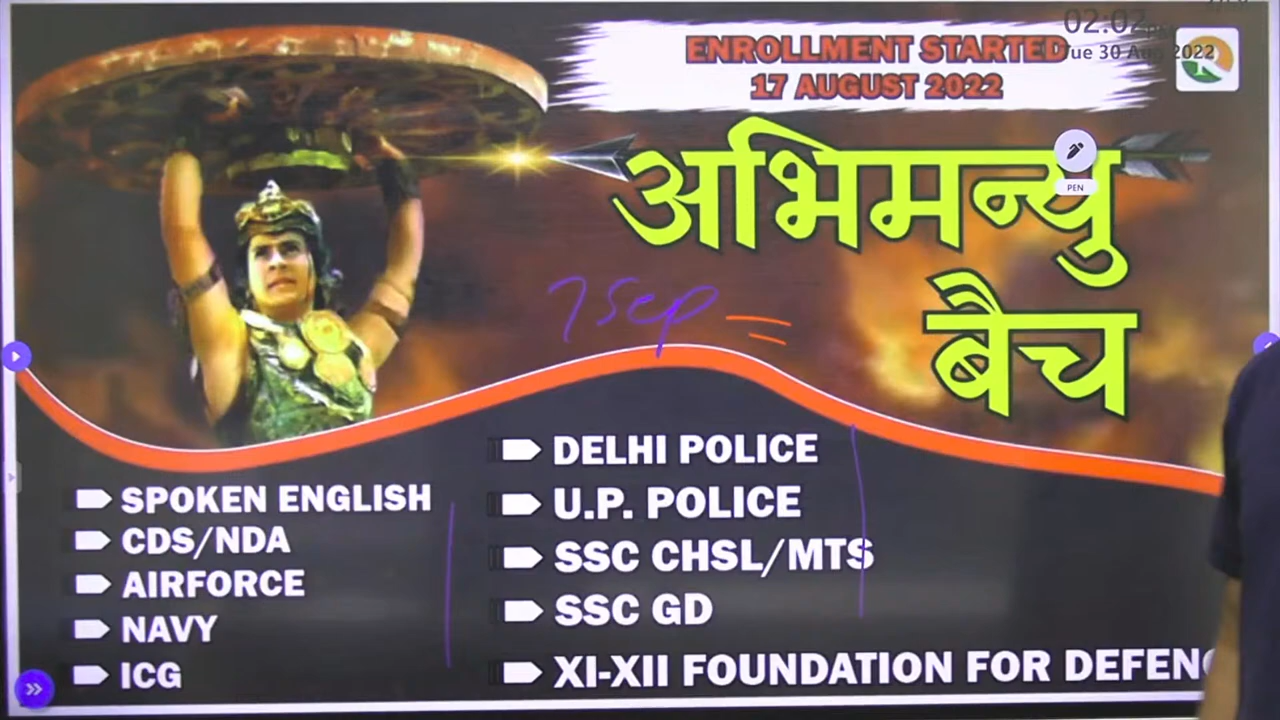 02:02
Tue 30 Aug 2022
ENROLLMENT STARTED
17 AUGUST 2022
अभिमन्यु
PEN
बैच
7 Sep
SPOKEN ENGLISH
CDS/NDA
AIRFORCE
NAVY
ICG
DELHI POLICE
U.P. POLICE
SSC CHSL/MTS
SSC GD
XI-XII FOUNDATION FOR DEFENC